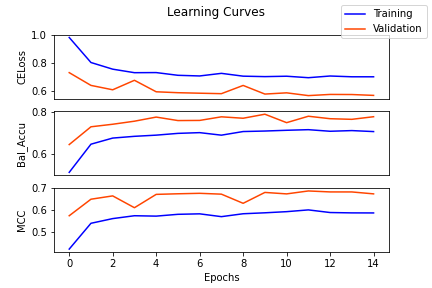 Learning Curves
Training
Validation
1.0
0.8
0.6
CELoss
0.8
0.6
Bal_Accu
0.7
0.6
0.5
MCC
0 2 4 6 8 10 12 14
Epochs